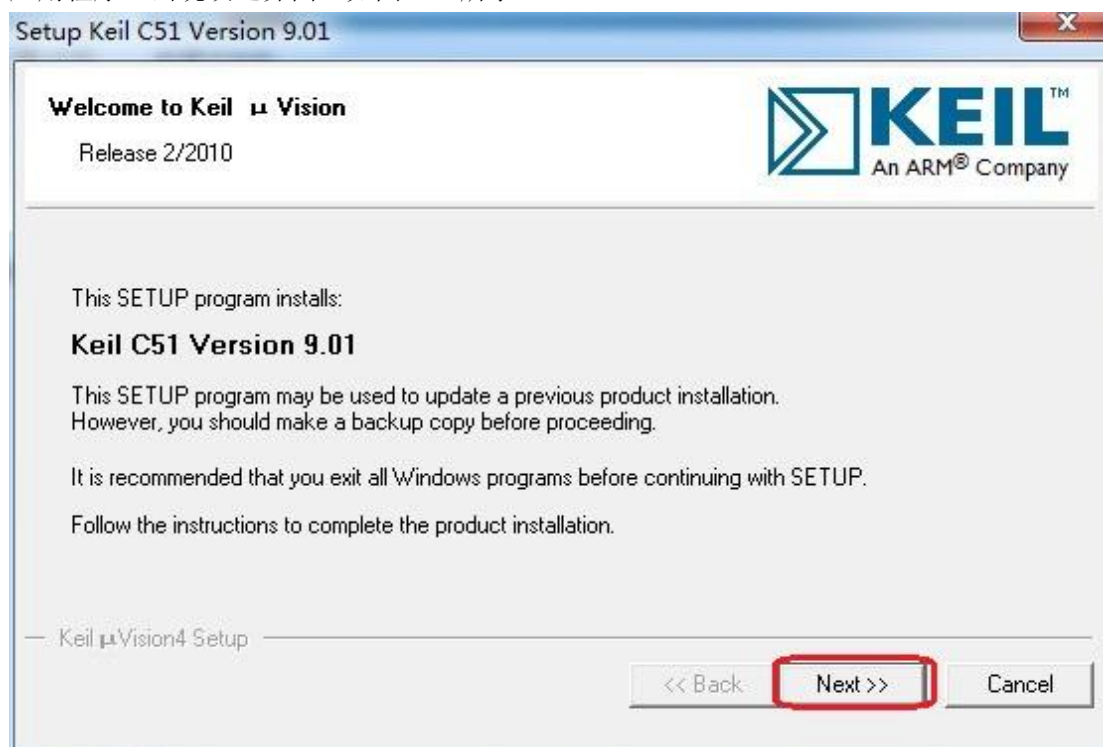 Setup Keil C51 Version 9.01
Welcome to Keil μ Vision
Release 2/2010
KEIL™
An ARM® Company
This SETUP program installs:
Keil C51 Version 9.01
This SETUP program may be used to update a previous product installation.
However, you should make a backup copy before proceeding.
It is recommended that you exit all Windows programs before continuing with SETUP.
Follow the instructions to complete the product installation.
Keil μVision4 Setup
<< Back
Next >>
Cancel